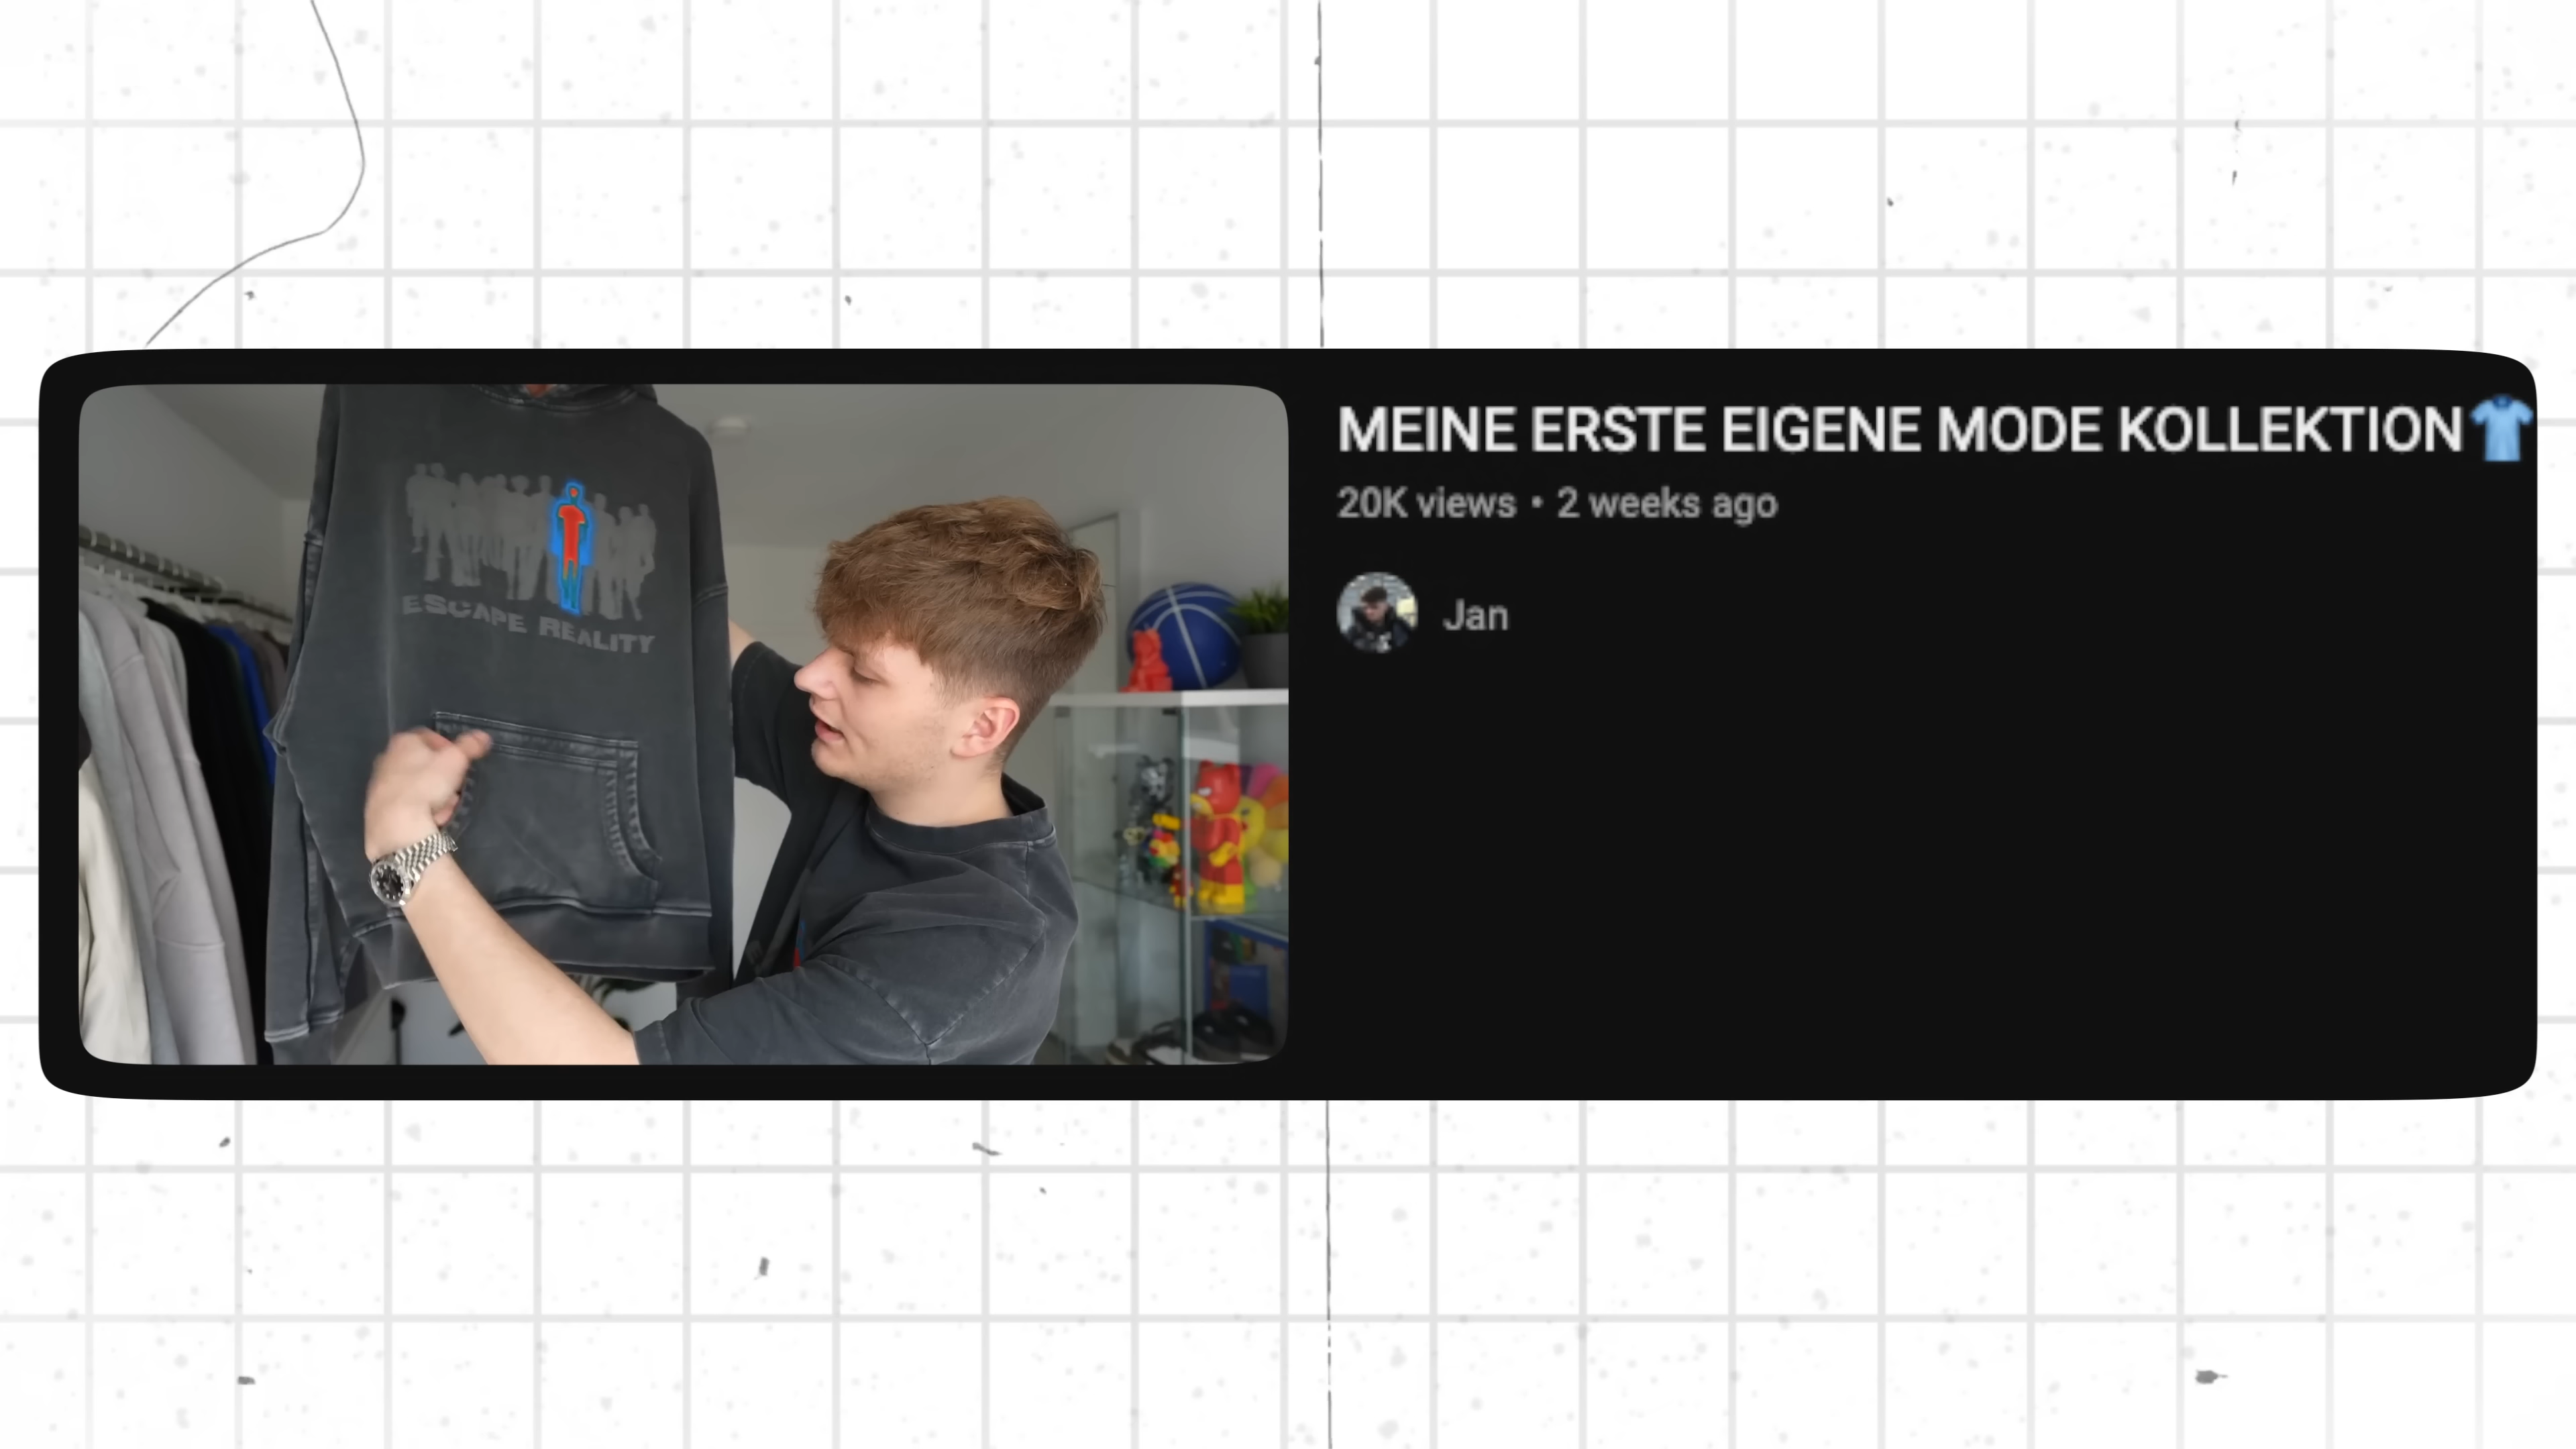 ESCAPE REALITY
MEINE ERSTE EIGENE MODE KOLLEKTION👕
20K views • 2 weeks ago
Jan